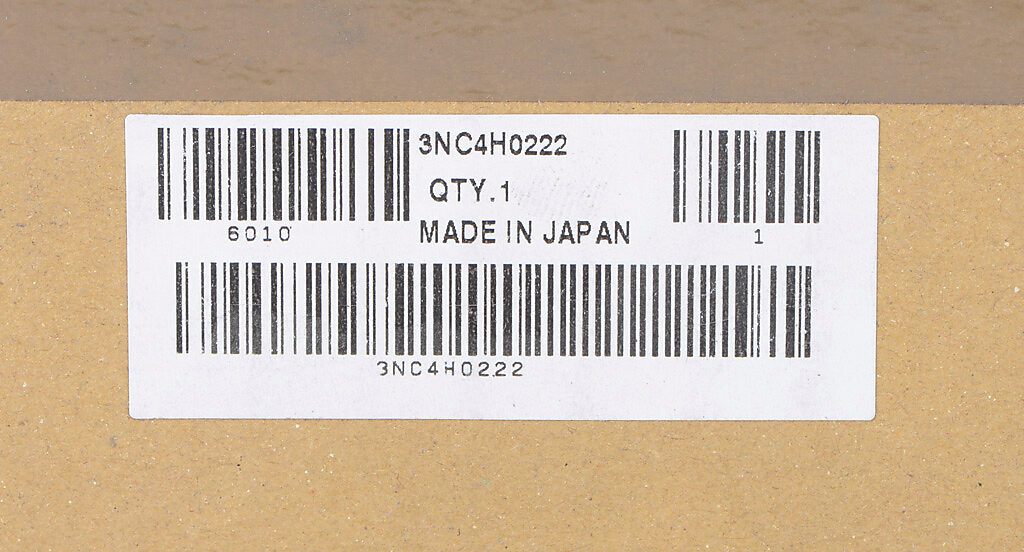 3NC4H0222
QTY.1
6010
MADE IN JAPAN
1
3NC4H0222